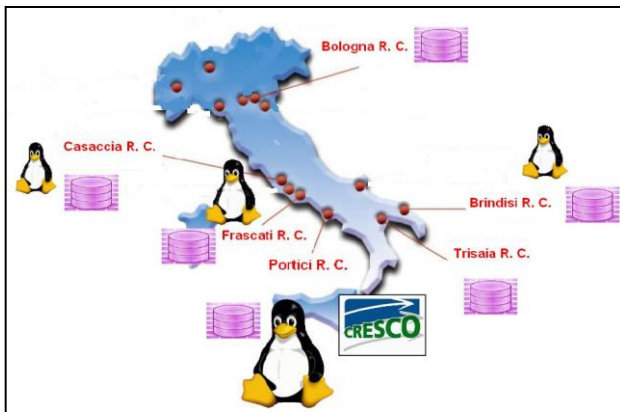 Bologna R. C.
Casaccia R. C.
Brindisi R. C.
Frascati R. C.
Trisaia R. C.
Portici R. C.
CRESCO